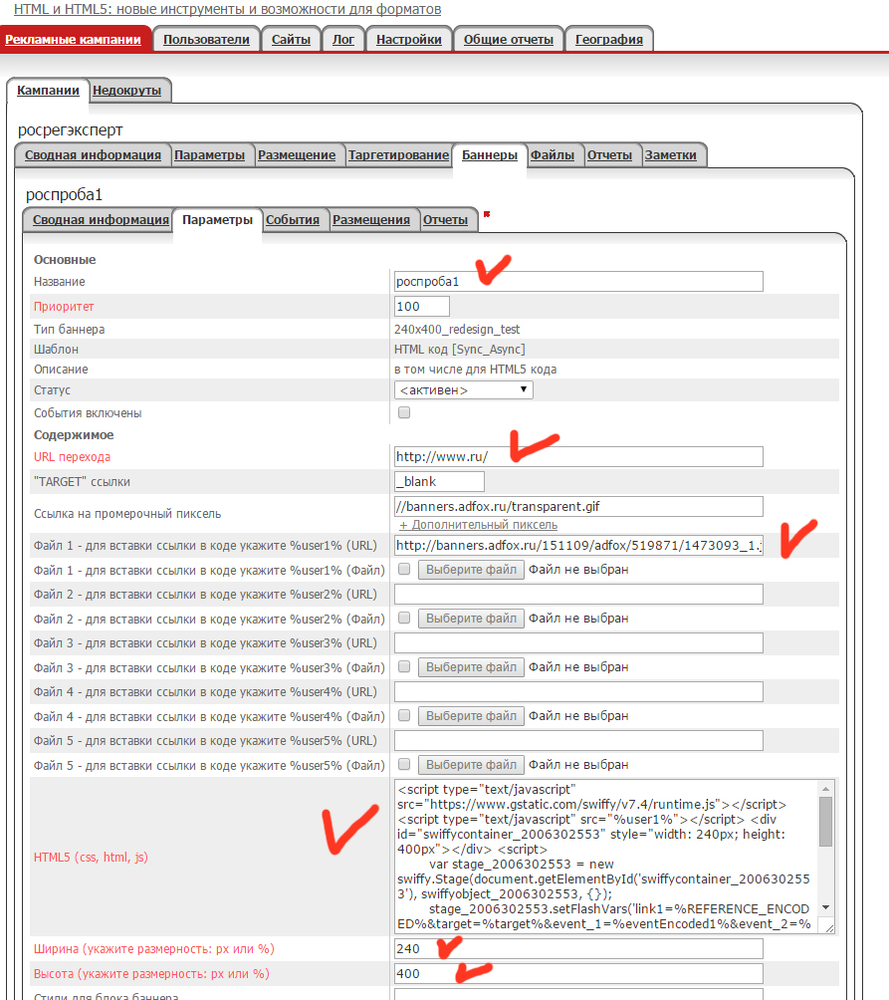 HTML и HTML5: новые инструменты и возможности для форматов
Рекламные кампании Пользователи Сайты Лог Настройки Общие отчеты География
Кампании Недокруты
росрегэксперт
Сводная информация Параметры Размещение Таргетирование Баннеры Файлы Отчеты Заметки
роспроба1
Сводная информация Параметры События Размещения Отчеты
Основные
Название роспроба1
Приоритет 100
Тип баннера 240x400_redesign_test
Шаблон HTML код [Sync_Async]
Описание в том числе для HTML5 кода
Статус <активен>
События включены
Содержимое
URL перехода http://www.ru/
"TARGET" ссылки _blank
Ссылка на промерочный пиксель //banners.adfox.ru/transparent.gif
+ Дополнительный пиксель
Файл 1 - для вставки ссылки в коде укажите %user1% (URL) http://banners.adfox.ru/151109/adfox/519871/1473093_1.j
Файл 1 - для вставки ссылки в коде укажите %user1% (Файл) Выберите файл Файл не выбран
Файл 2 - для вставки ссылки в коде укажите %user2% (URL)
Файл 2 - для вставки ссылки в коде укажите %user2% (Файл) Выберите файл Файл не выбран
Файл 3 - для вставки ссылки в коде укажите %user3% (URL)
Файл 3 - для вставки ссылки в коде укажите %user3% (Файл) Выберите файл Файл не выбран
Файл 4 - для вставки ссылки в коде укажите %user4% (URL)
Файл 4 - для вставки ссылки в коде укажите %user4% (Файл) Выберите файл Файл не выбран
Файл 5 - для вставки ссылки в коде укажите %user5% (URL)
Файл 5 - для вставки ссылки в коде укажите %user5% (Файл) Выберите файл Файл не выбран
HTML5 (css, html, js)
<script type="text/javascript"
src="https://www.gstatic.com/swiffy/v7.4/runtime.js"></script>
<script type="text/javascript" src="%user1%"></script> <div
id="swiffycontainer_2006302553" style="width: 240px; height:
400px"></div> <script>
var stage_2006302553 = new
swiffy.Stage(document.getElementById('swiffycontainer_200630255
3'), swiffyobject_2006302553, {});
stage_2006302553.setFlashVars('link1=%REFERENCE_ENCOD
ED%&target=%target%&event_1=%eventEncoded1%&event_2=%
Ширина (укажите размерность: px или %) 240
Высота (укажите размерность: px или %) 400
Стили для блока баннера